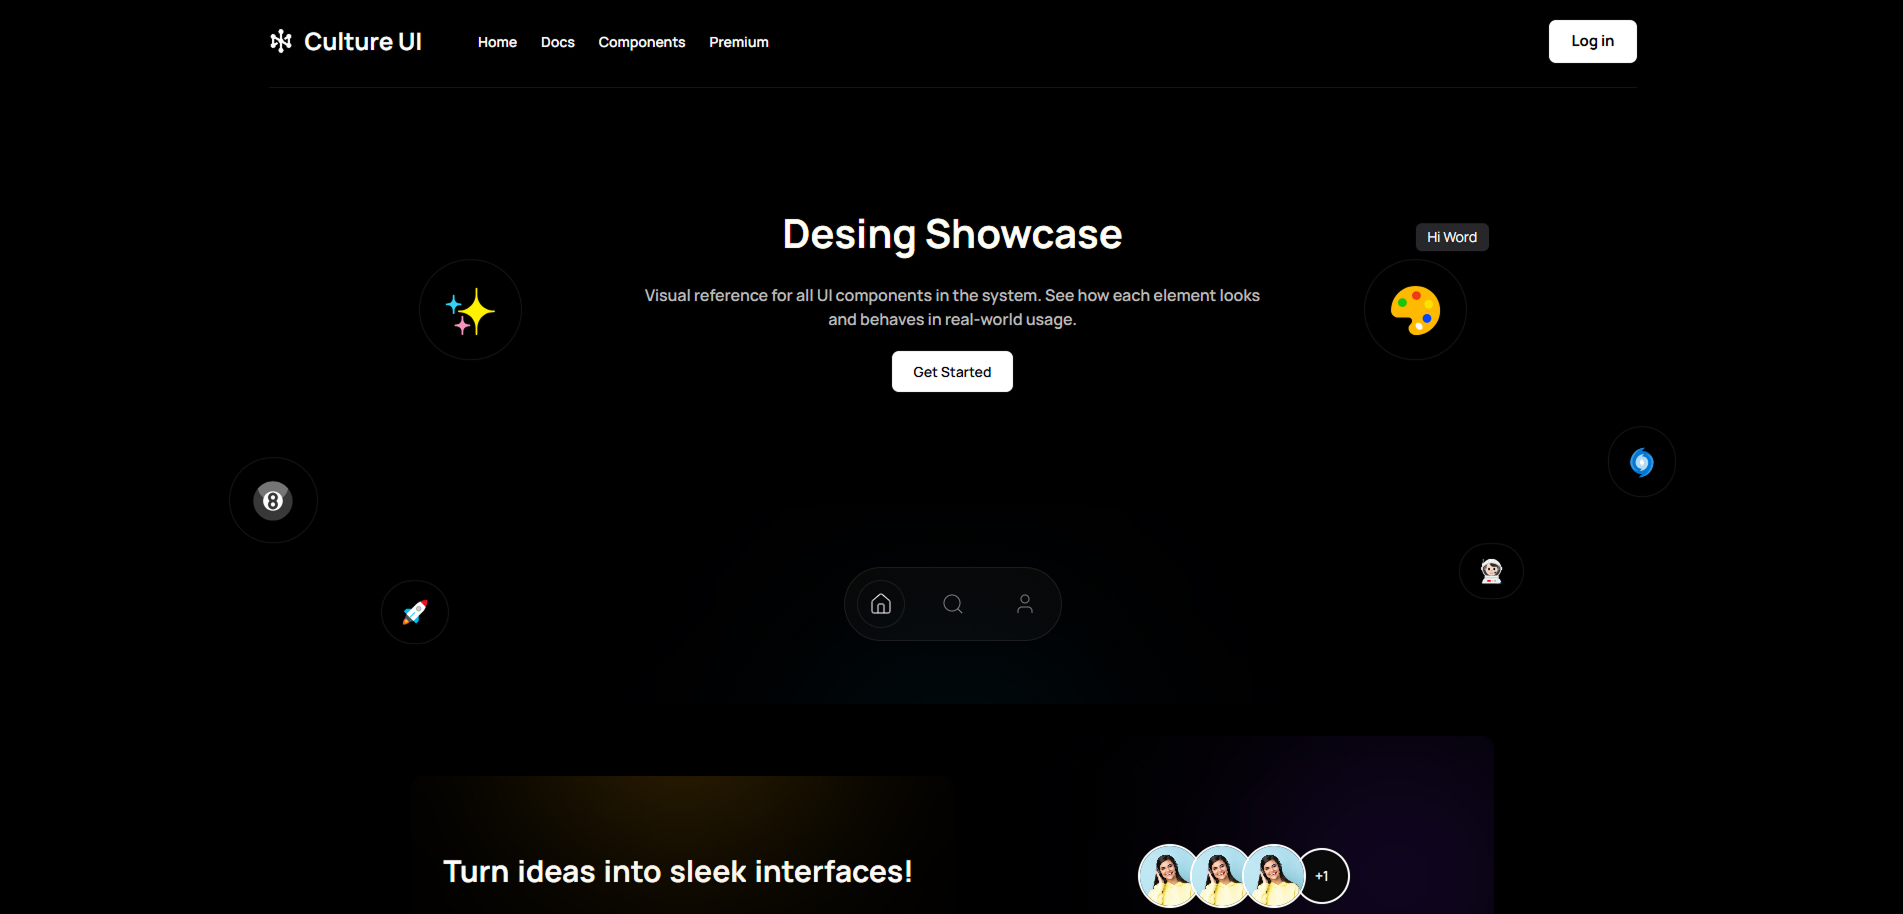 Culture UI
Home Docs Components Premium
Log in
Desing Showcase
Hi Word
Visual reference for all UI components in the system. See how each element looks
and behaves in real-world usage.
Get Started
8
Turn ideas into sleek interfaces!
+1